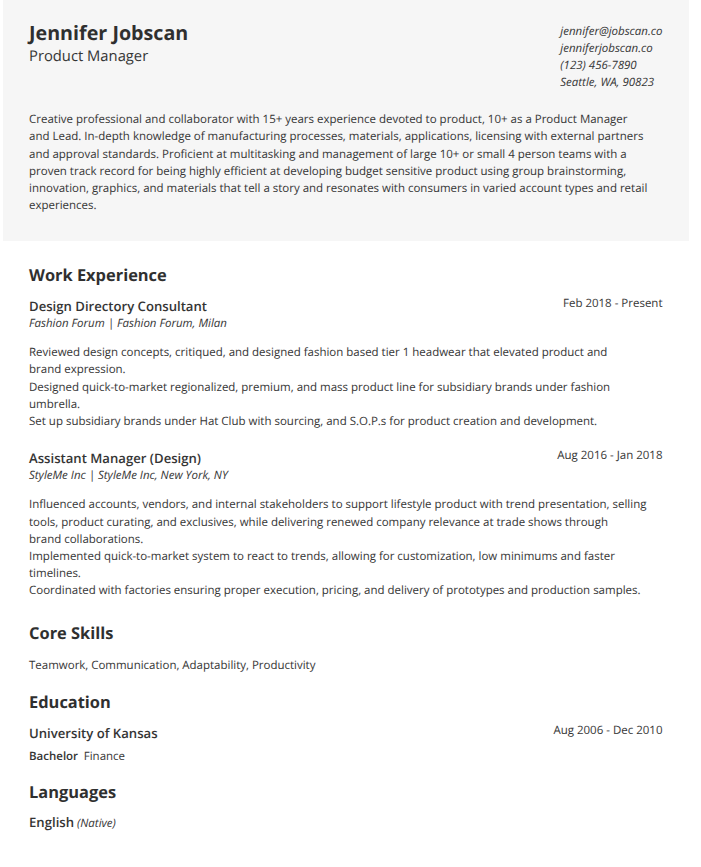 Jennifer Jobscan
Product Manager
jennifer@jobscan.co
jenniferjobscan.co
(123) 456-7890
Seattle, WA, 90823
Creative professional and collaborator with 15+ years experience devoted to product, 10+ as a Product Manager
and Lead. In-depth knowledge of manufacturing processes, materials, applications, licensing with external partners
and approval standards. Proficient at multitasking and management of large 10+ or small 4 person teams with a
proven track record for being highly efficient at developing budget sensitive product using group brainstorming,
innovation, graphics, and materials that tell a story and resonates with consumers in varied account types and retail
experiences.
Work Experience
Design Directory Consultant
Feb 2018 - Present
Fashion Forum | Fashion Forum, Milan
Reviewed design concepts, critiqued, and designed fashion based tier 1 headwear that elevated product and
brand expression.
Designed quick-to-market regionalized, premium, and mass product line for subsidiary brands under fashion
umbrella.
Set up subsidiary brands under Hat Club with sourcing, and S.O.P.s for product creation and development.
Assistant Manager (Design)
Aug 2016 - Jan 2018
StyleMe Inc | StyleMe Inc, New York, NY
Influenced accounts, vendors, and internal stakeholders to support lifestyle product with trend presentation, selling
tools, product curating, and exclusives, while delivering renewed company relevance at trade shows through
brand collaborations.
Implemented quick-to-market system to react to trends, allowing for customization, low minimums and faster
timelines.
Coordinated with factories ensuring proper execution, pricing, and delivery of prototypes and production samples.
Core Skills
Teamwork, Communication, Adaptability, Productivity
Education
University of Kansas
Aug 2006 - Dec 2010
Bachelor Finance
Languages
English (Native)